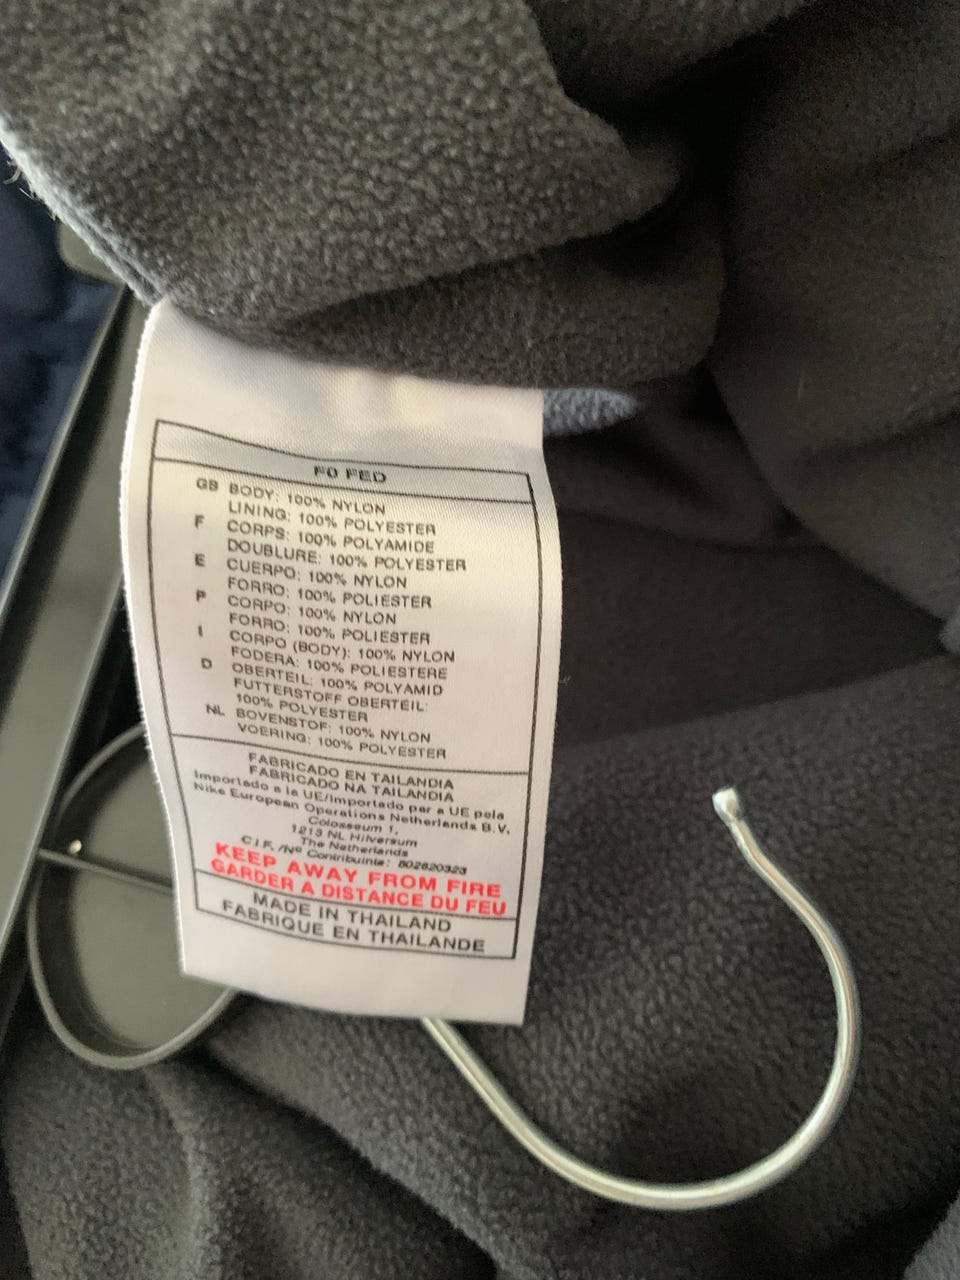 FO FED
GB BODY: 100% NYLON
LINING: 100% POLYESTER
F CORPS: 100% POLYAMIDE
DOUBLURE: 100% POLYESTER
E CUERPO: 100% NYLON
FORRO: 100% POLIESTER
P CORPO: 100% NYLON
FORRO: 100% POLIESTER
I CORPO (BODY): 100% NYLON
FODERA: 100% POLIESTERE
D OBERTEIL: 100% POLYAMID
FUTTERSTOFF OBERTEIL:
100% POLYESTER
NL BOVENSTOF: 100% NYLON
VOERING: 100% POLYESTER
FABRICADO EN TAILANDIA
FABRICADO NA TAILANDIA
Importado a la UE/Importado par a UE pela
Nike European Operations Netherlands B.V.
Colosseum 1,
1213 NL Hilversum
The Netherlands
C.I.F. /Nº Contribuinte: 802620323
KEEP AWAY FROM FIRE
GARDER A DISTANCE DU FEU
MADE IN THAILAND
FABRIQUE EN THAILANDE